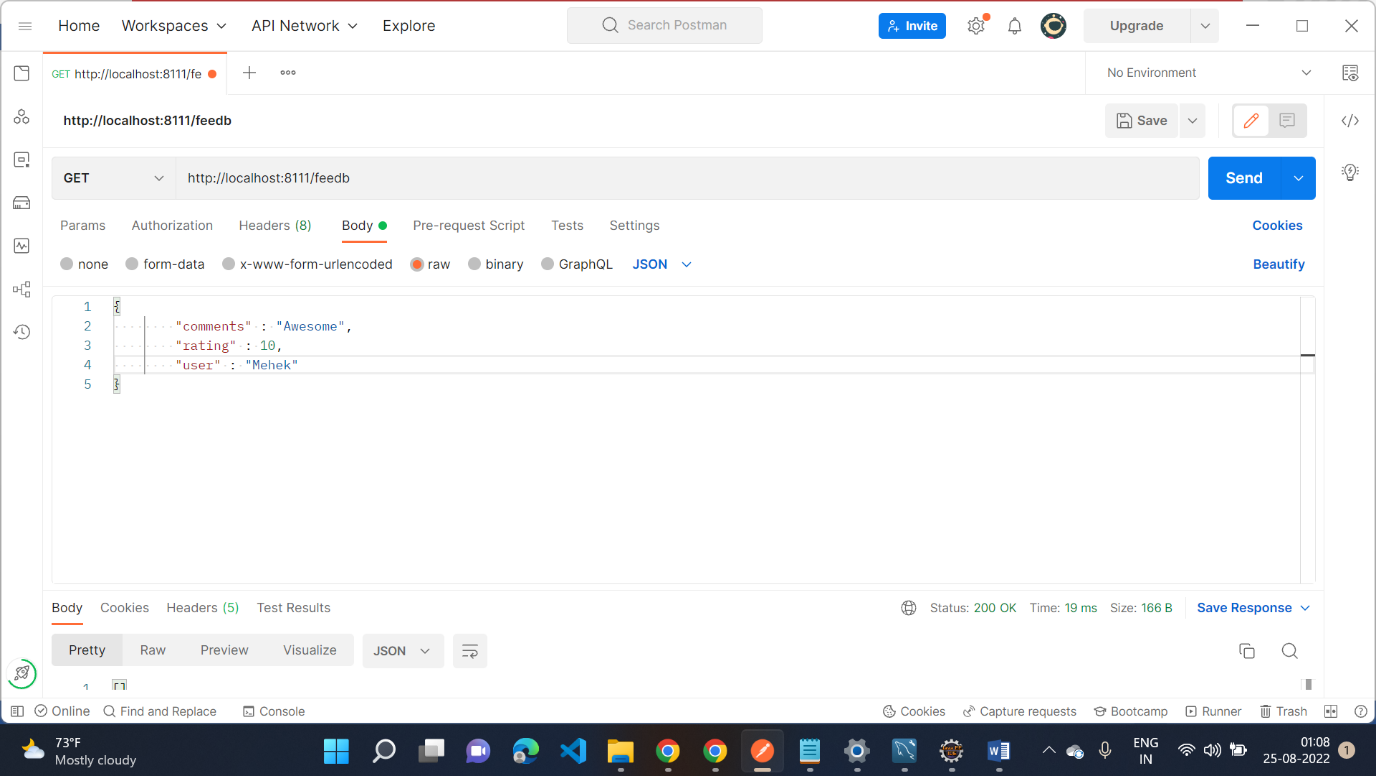 Home Workspaces API Network Explore Search Postman Invite Upgrade
GET http://localhost:8111/fe No Environment
http://localhost:8111/feedb Save
GET http://localhost:8111/feedb Send
Params Authorization Headers (8) Body Pre-request Script Tests Settings Cookies
none form-data x-www-form-urlencoded raw binary GraphQL JSON Beautify
1 {
2 "comments" : "Awesome",
3 "rating" : 10,
4 "user" : "Mehek"
5 }
Body Cookies Headers (5) Test Results Status: 200 OK Time: 19 ms Size: 166 B Save Response
Pretty Raw Preview Visualize JSON
1 []
Online Find and Replace Console Cookies Capture requests Bootcamp Runner Trash
73°F
Mostly cloudy
ENG
IN
01:08
25-08-2022
1